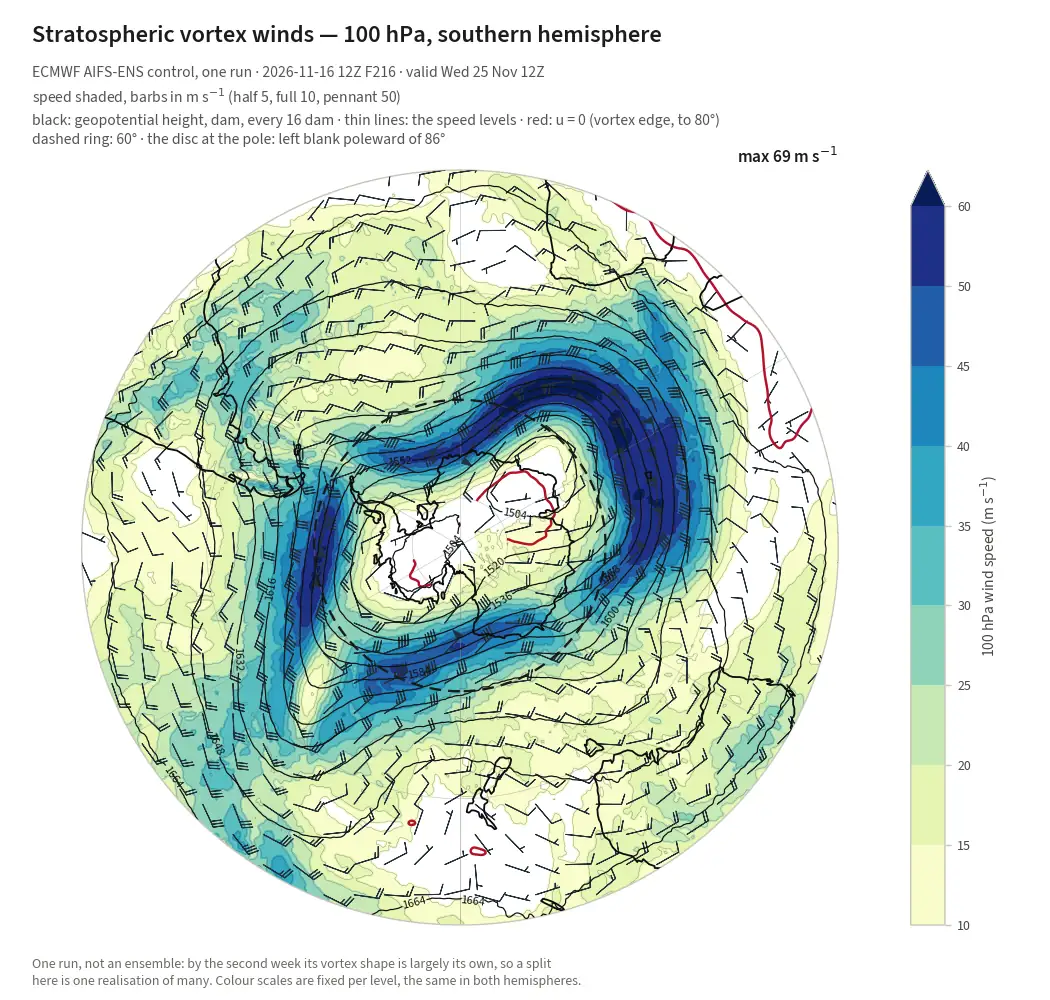 Stratospheric vortex winds — 100 hPa, southern hemisphere
ECMWF AIFS-ENS control, one run · 2026-11-16 12Z F216 · valid Wed 25 Nov 12Z
speed shaded, barbs in m s⁻¹ (half 5, full 10, pennant 50)
black: geopotential height, dam, every 16 dam · thin lines: the speed levels · red: u = 0 (vortex edge, to 80°)
dashed ring: 60° · the disc at the pole: left blank poleward of 86°
max 69 m s⁻¹
60
50
45
40
35
30
25
20
15
10
100 hPa wind speed (m s⁻¹)
1552
1504
1504
1520
1536
1600
1584
1616
1632
1648
1664
1664
1664
One run, not an ensemble: by the second week its vortex shape is largely its own, so a split
here is one realisation of many. Colour scales are fixed per level, the same in both hemispheres.